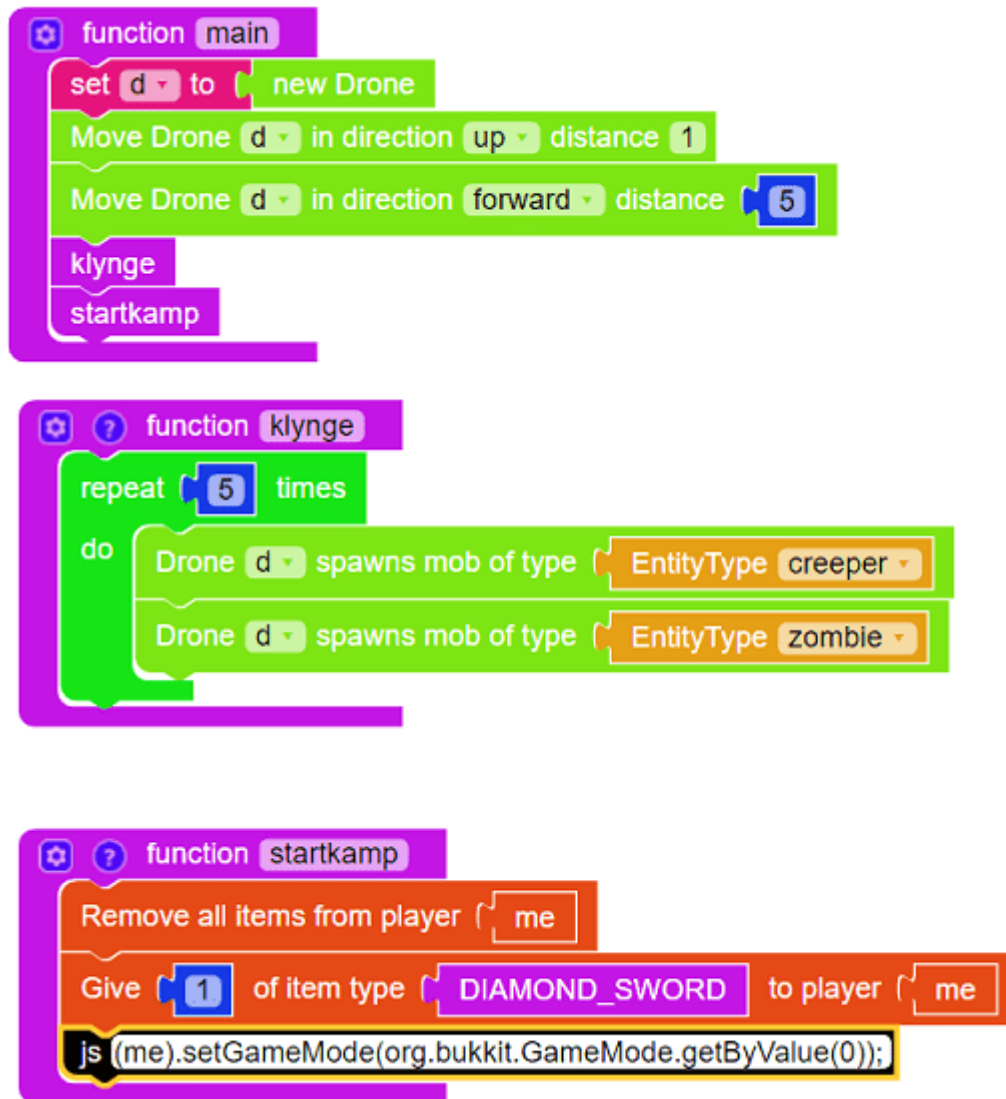 function main
set d to new Drone
Move Drone d in direction up distance 1
Move Drone d in direction forward distance 5
klynge
startkamp
? function klynge
repeat 5 times
do Drone d spawns mob of type EntityType creeper
Drone d spawns mob of type EntityType zombie
? function startkamp
Remove all items from player me
Give 1 of item type DIAMOND_SWORD to player me
js (me).setGameMode(org.bukkit.GameMode.getByValue(0));